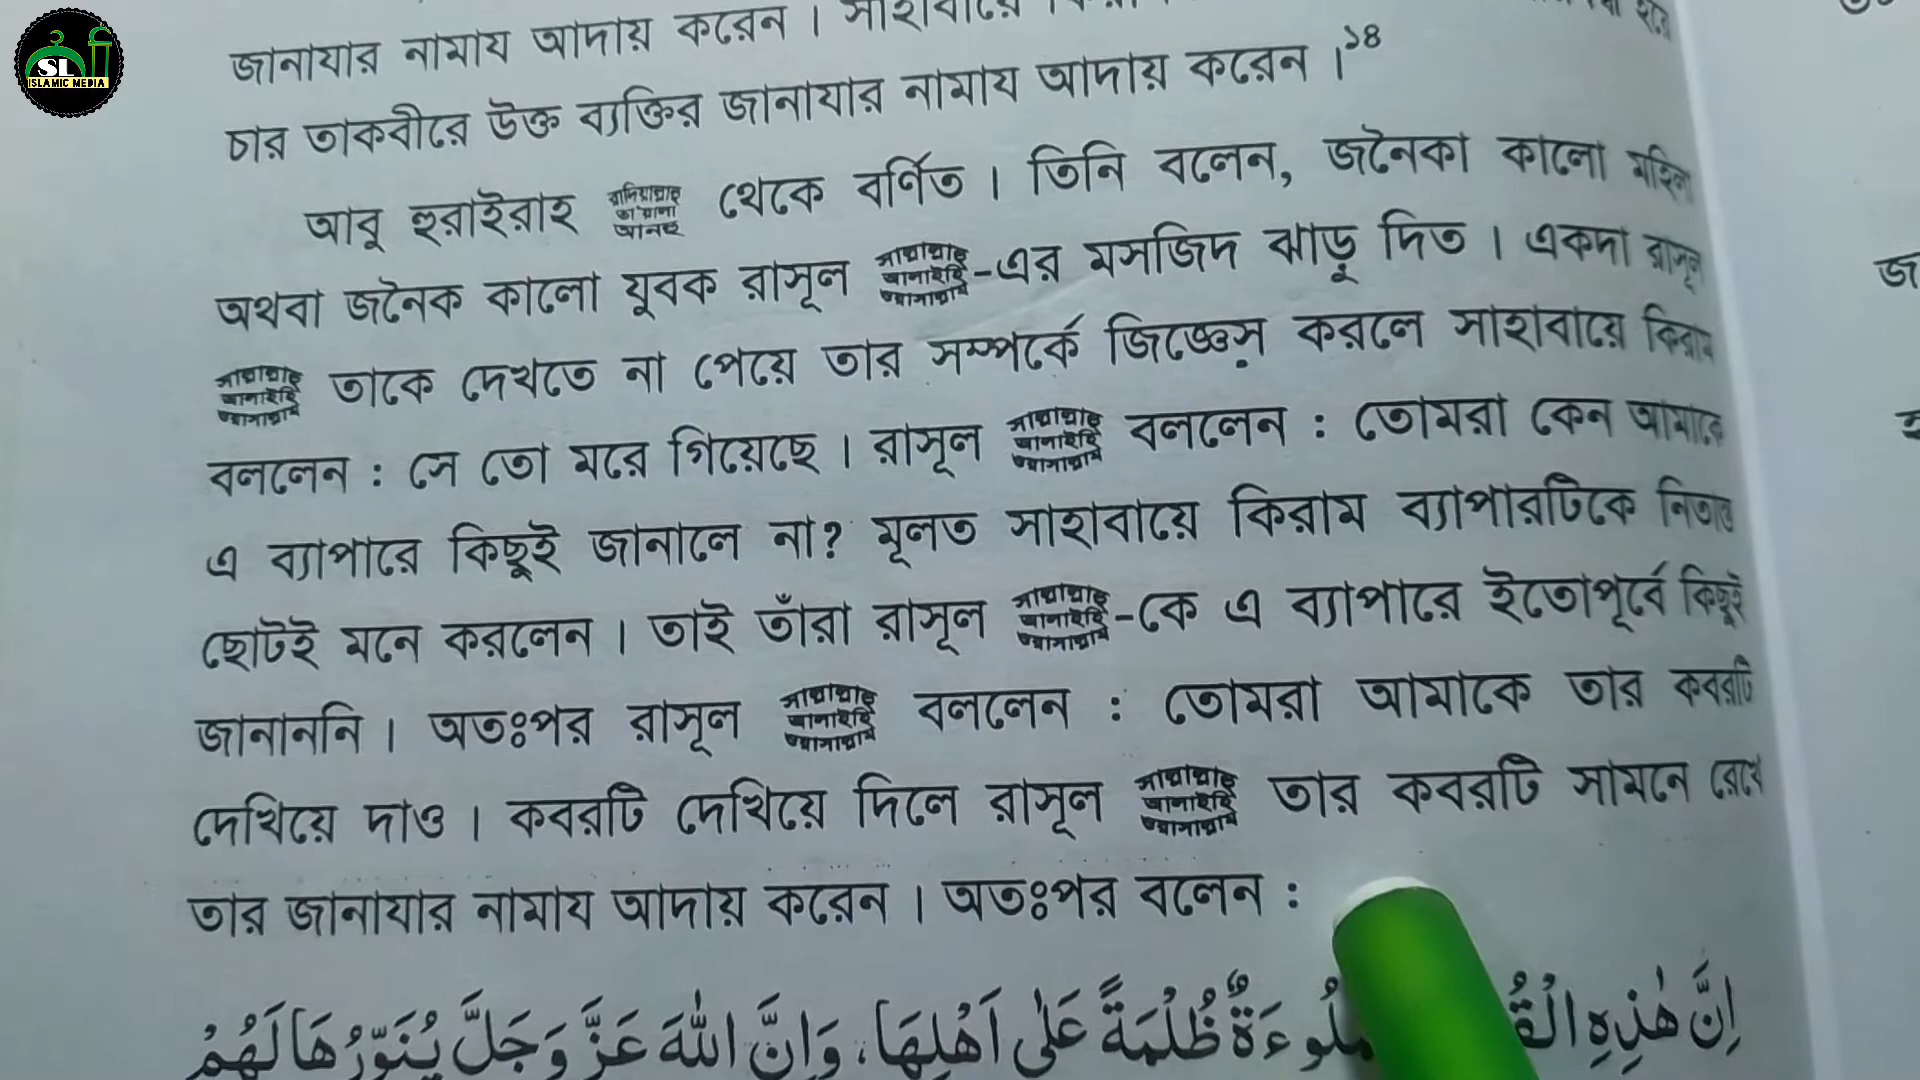 SL
ISLAMIC MEDIA
জানাযার নামায আদায় করেন । সাহাবায়ে
চার তাকবীরে উক্ত ব্যক্তির জানাযার নামায আদায় করেন ।১৪
আবু হুরাইরাহ রাদিয়াল্লাহু তা'আলা আনহু থেকে বর্ণিত । তিনি বলেন, জনৈকা কালো মহিলা
অথবা জনৈক কালো যুবক রাসূল সাল্লাল্লাহু আলাইহি ওয়াসাল্লাম-এর মসজিদ ঝাড়ু দিত । একদা রাসূল
সাল্লাল্লাহু আলাইহি ওয়াসাল্লাম তাকে দেখতে না পেয়ে তার সম্পর্কে জিজ্ঞেস করলে সাহাবায়ে কিরাম
বললেন : সে তো মরে গিয়েছে । রাসূল সাল্লাল্লাহু আলাইহি ওয়াসাল্লাম বললেন : তোমরা কেন আমাকে
এ ব্যাপারে কিছুই জানালে না? মূলত সাহাবায়ে কিরাম ব্যাপারটিকে নিতান্ত
ছোটই মনে করলেন । তাই তাঁরা রাসূল সাল্লাল্লাহু আলাইহি ওয়াসাল্লাম-কে এ ব্যাপারে ইতোপূর্বে কিছুই
জানাননি । অতঃপর রাসূল সাল্লাল্লাহু আলাইহি ওয়াসাল্লাম বললেন : তোমরা আমাকে তার কবরটি
দেখিয়ে দাও । কবরটি দেখিয়ে দিলে রাসূল সাল্লাল্লাহু আলাইহি ওয়াসাল্লাম তার কবরটি সামনে রেখে
তার জানাযার নামায আদায় করেন । অতঃপর বলেন :
اِنَّ هٰذِهِ ظُلْمَةً عَلٰى اَهْلِهَا، وَاِنَّ اللّٰهَ عَزَّ وَجَلَّ يُنَوِّرُهَا لَهُمْ